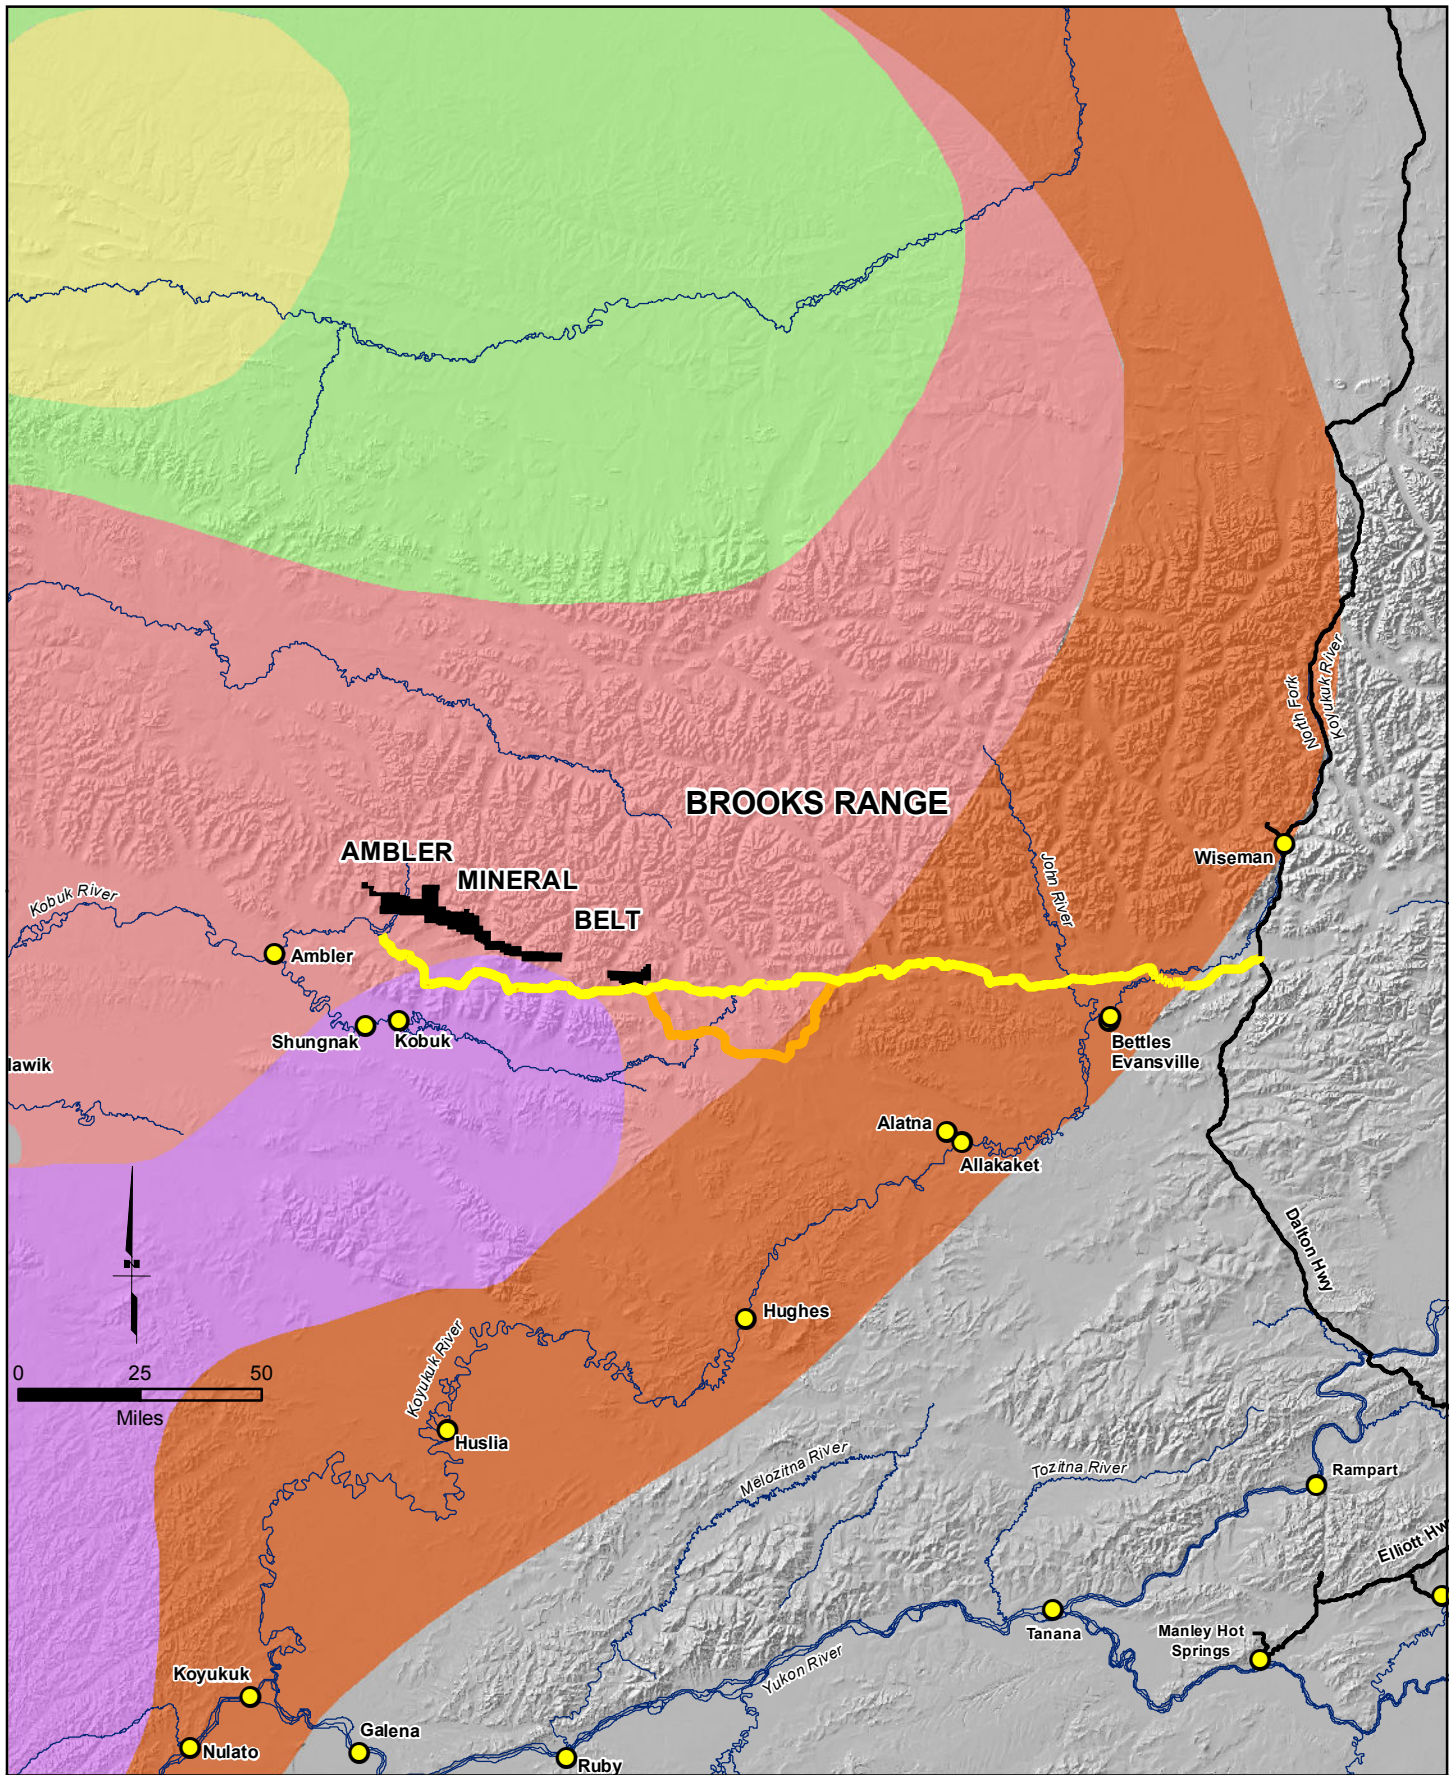 BROOKS RANGE
North Fork
Koyukuk River
AMBLER
MINERAL
BELT
Wiseman
John River
Kobuk River
Ambler
Shungnak
Kobuk
Bettles
Evansville
lawik
Alatna
Allakaket
Dalton Hwy
N
Hughes
Koyukuk River
0 25 50
Miles
Huslia
Melozitna River
Tozitna River
Rampart
Elliott Hw
Tanana
Manley Hot
Springs
Yukon River
Koyukuk
Galena
Nulato
Ruby